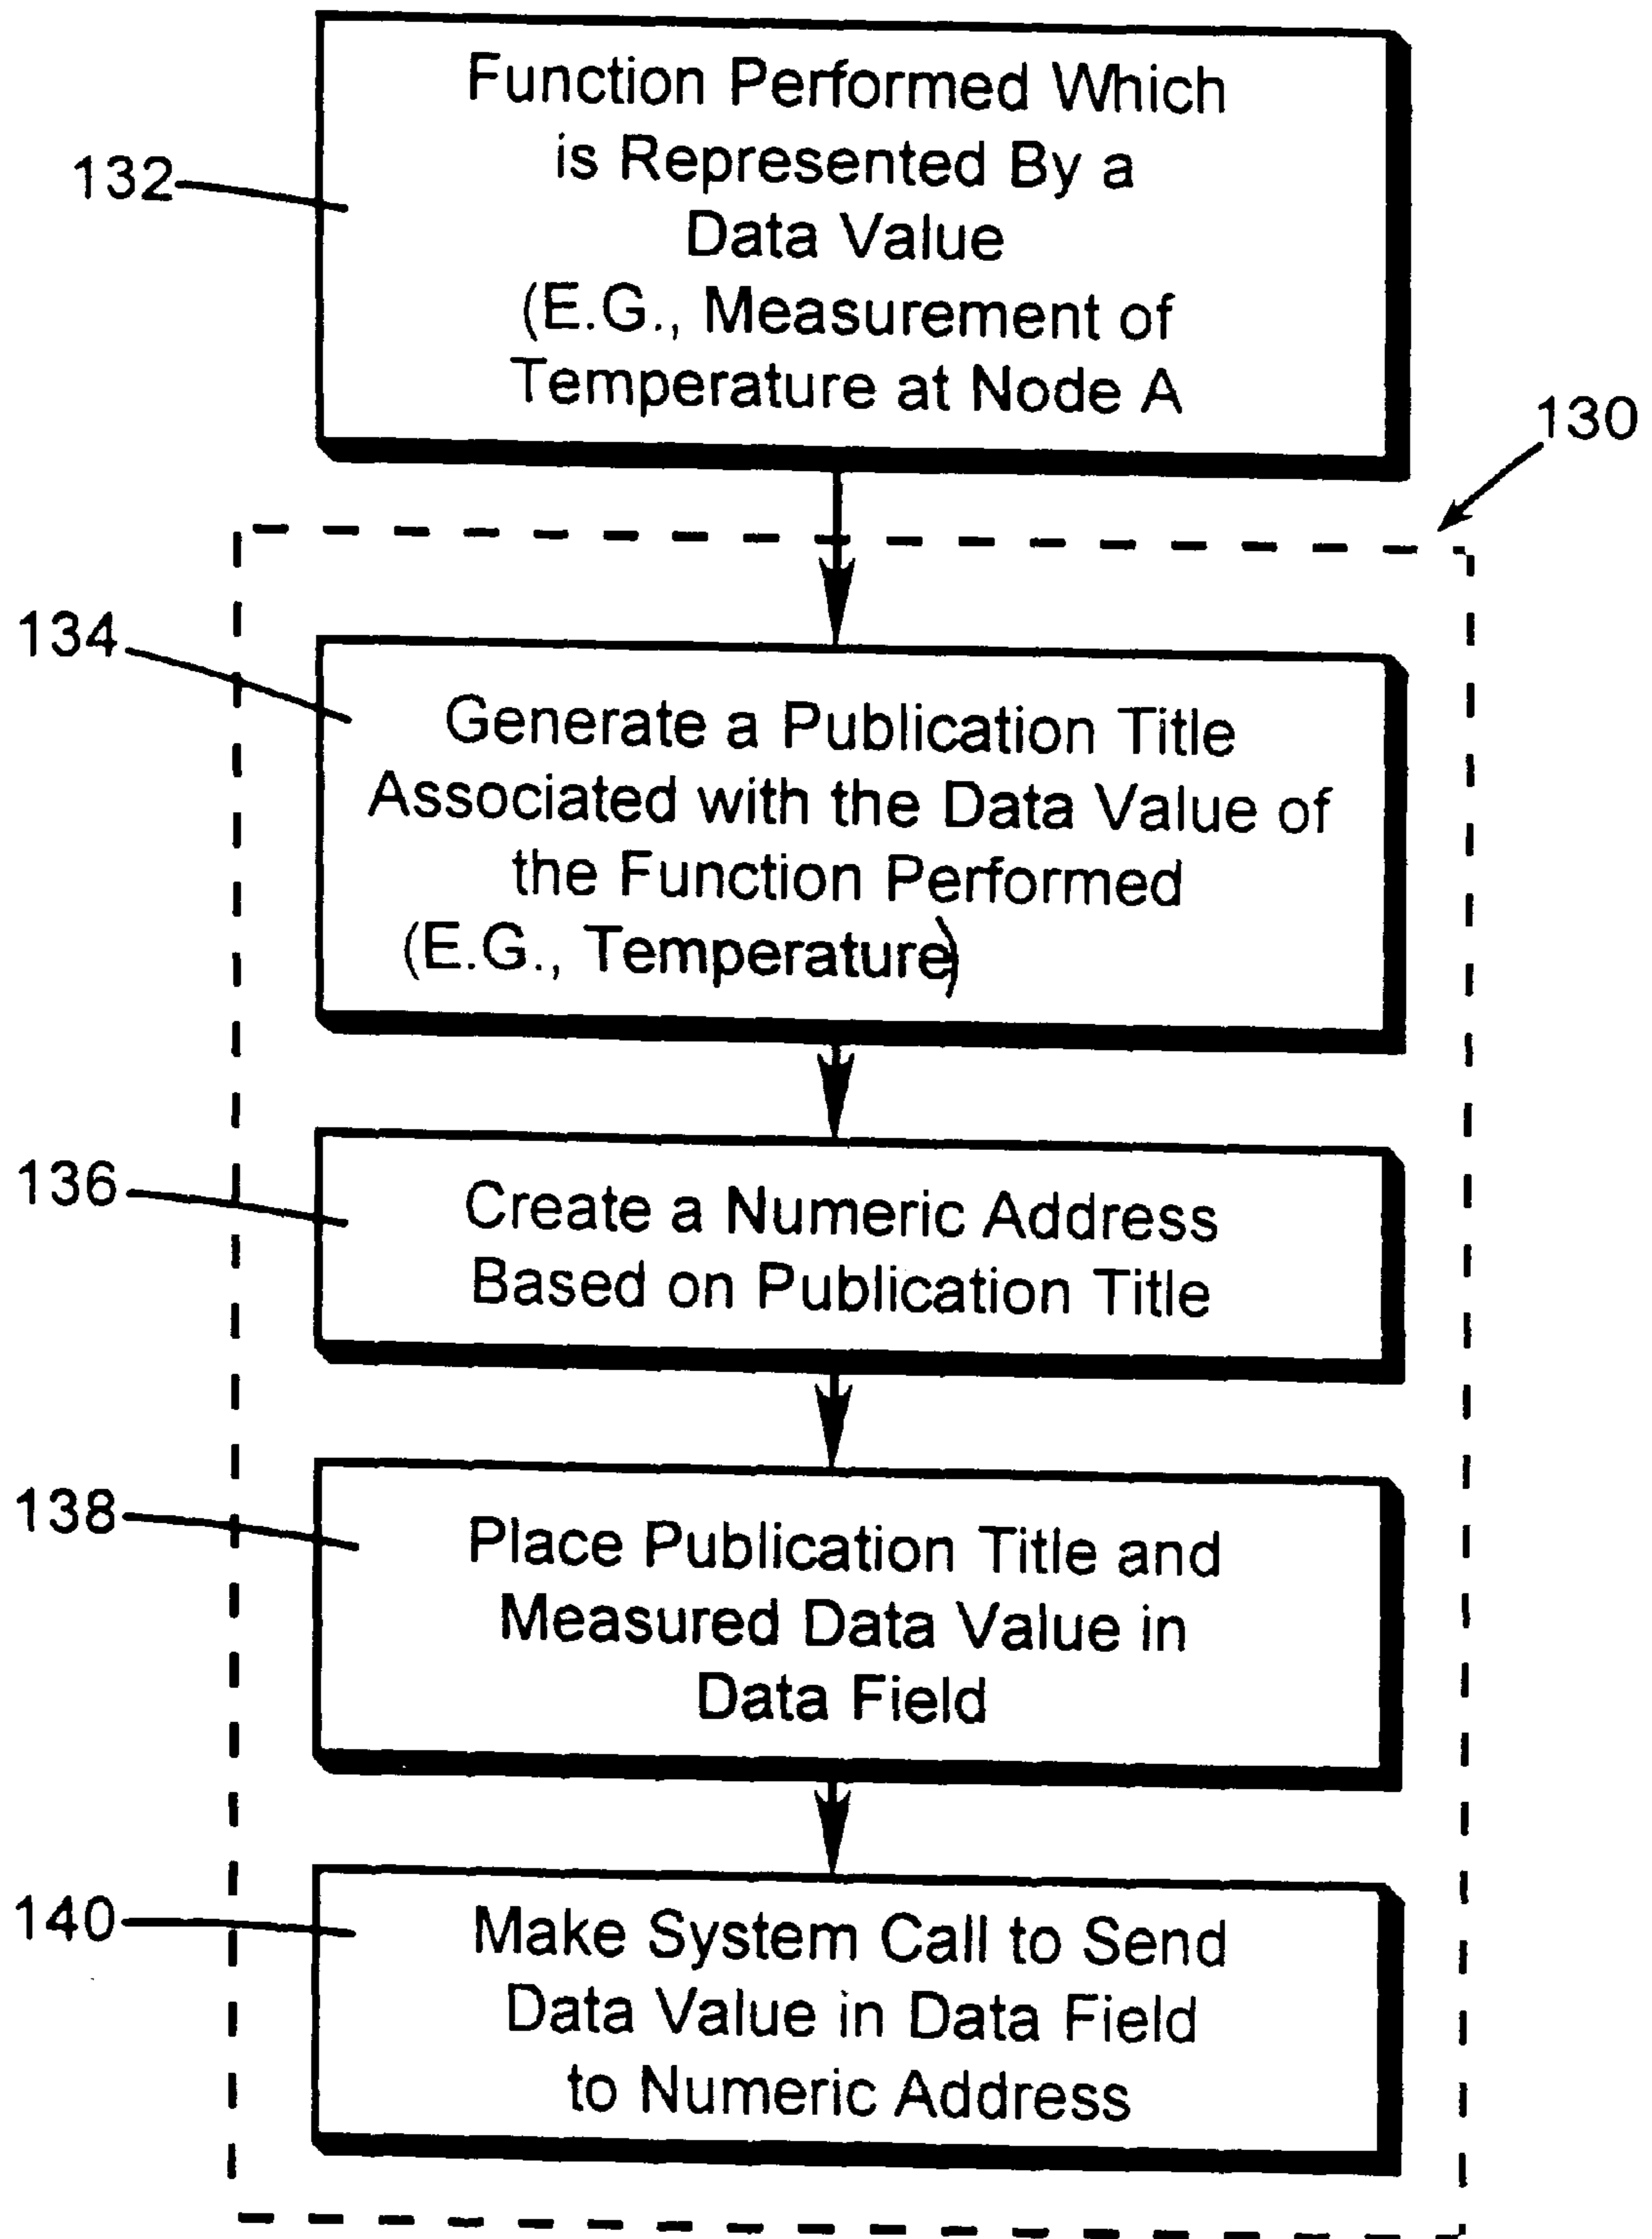 Function Performed Which
is Represented By a
Data Value
(E.G., Measurement of
Temperature at Node A
132
130
134
Generate a Publication Title
Associated with the Data Value of
the Function Performed
(E.G., Temperature)
136
Create a Numeric Address
Based on Publication Title
138
Place Publication Title and
Measured Data Value in
Data Field
140
Make System Call to Send
Data Value in Data Field
to Numeric Address